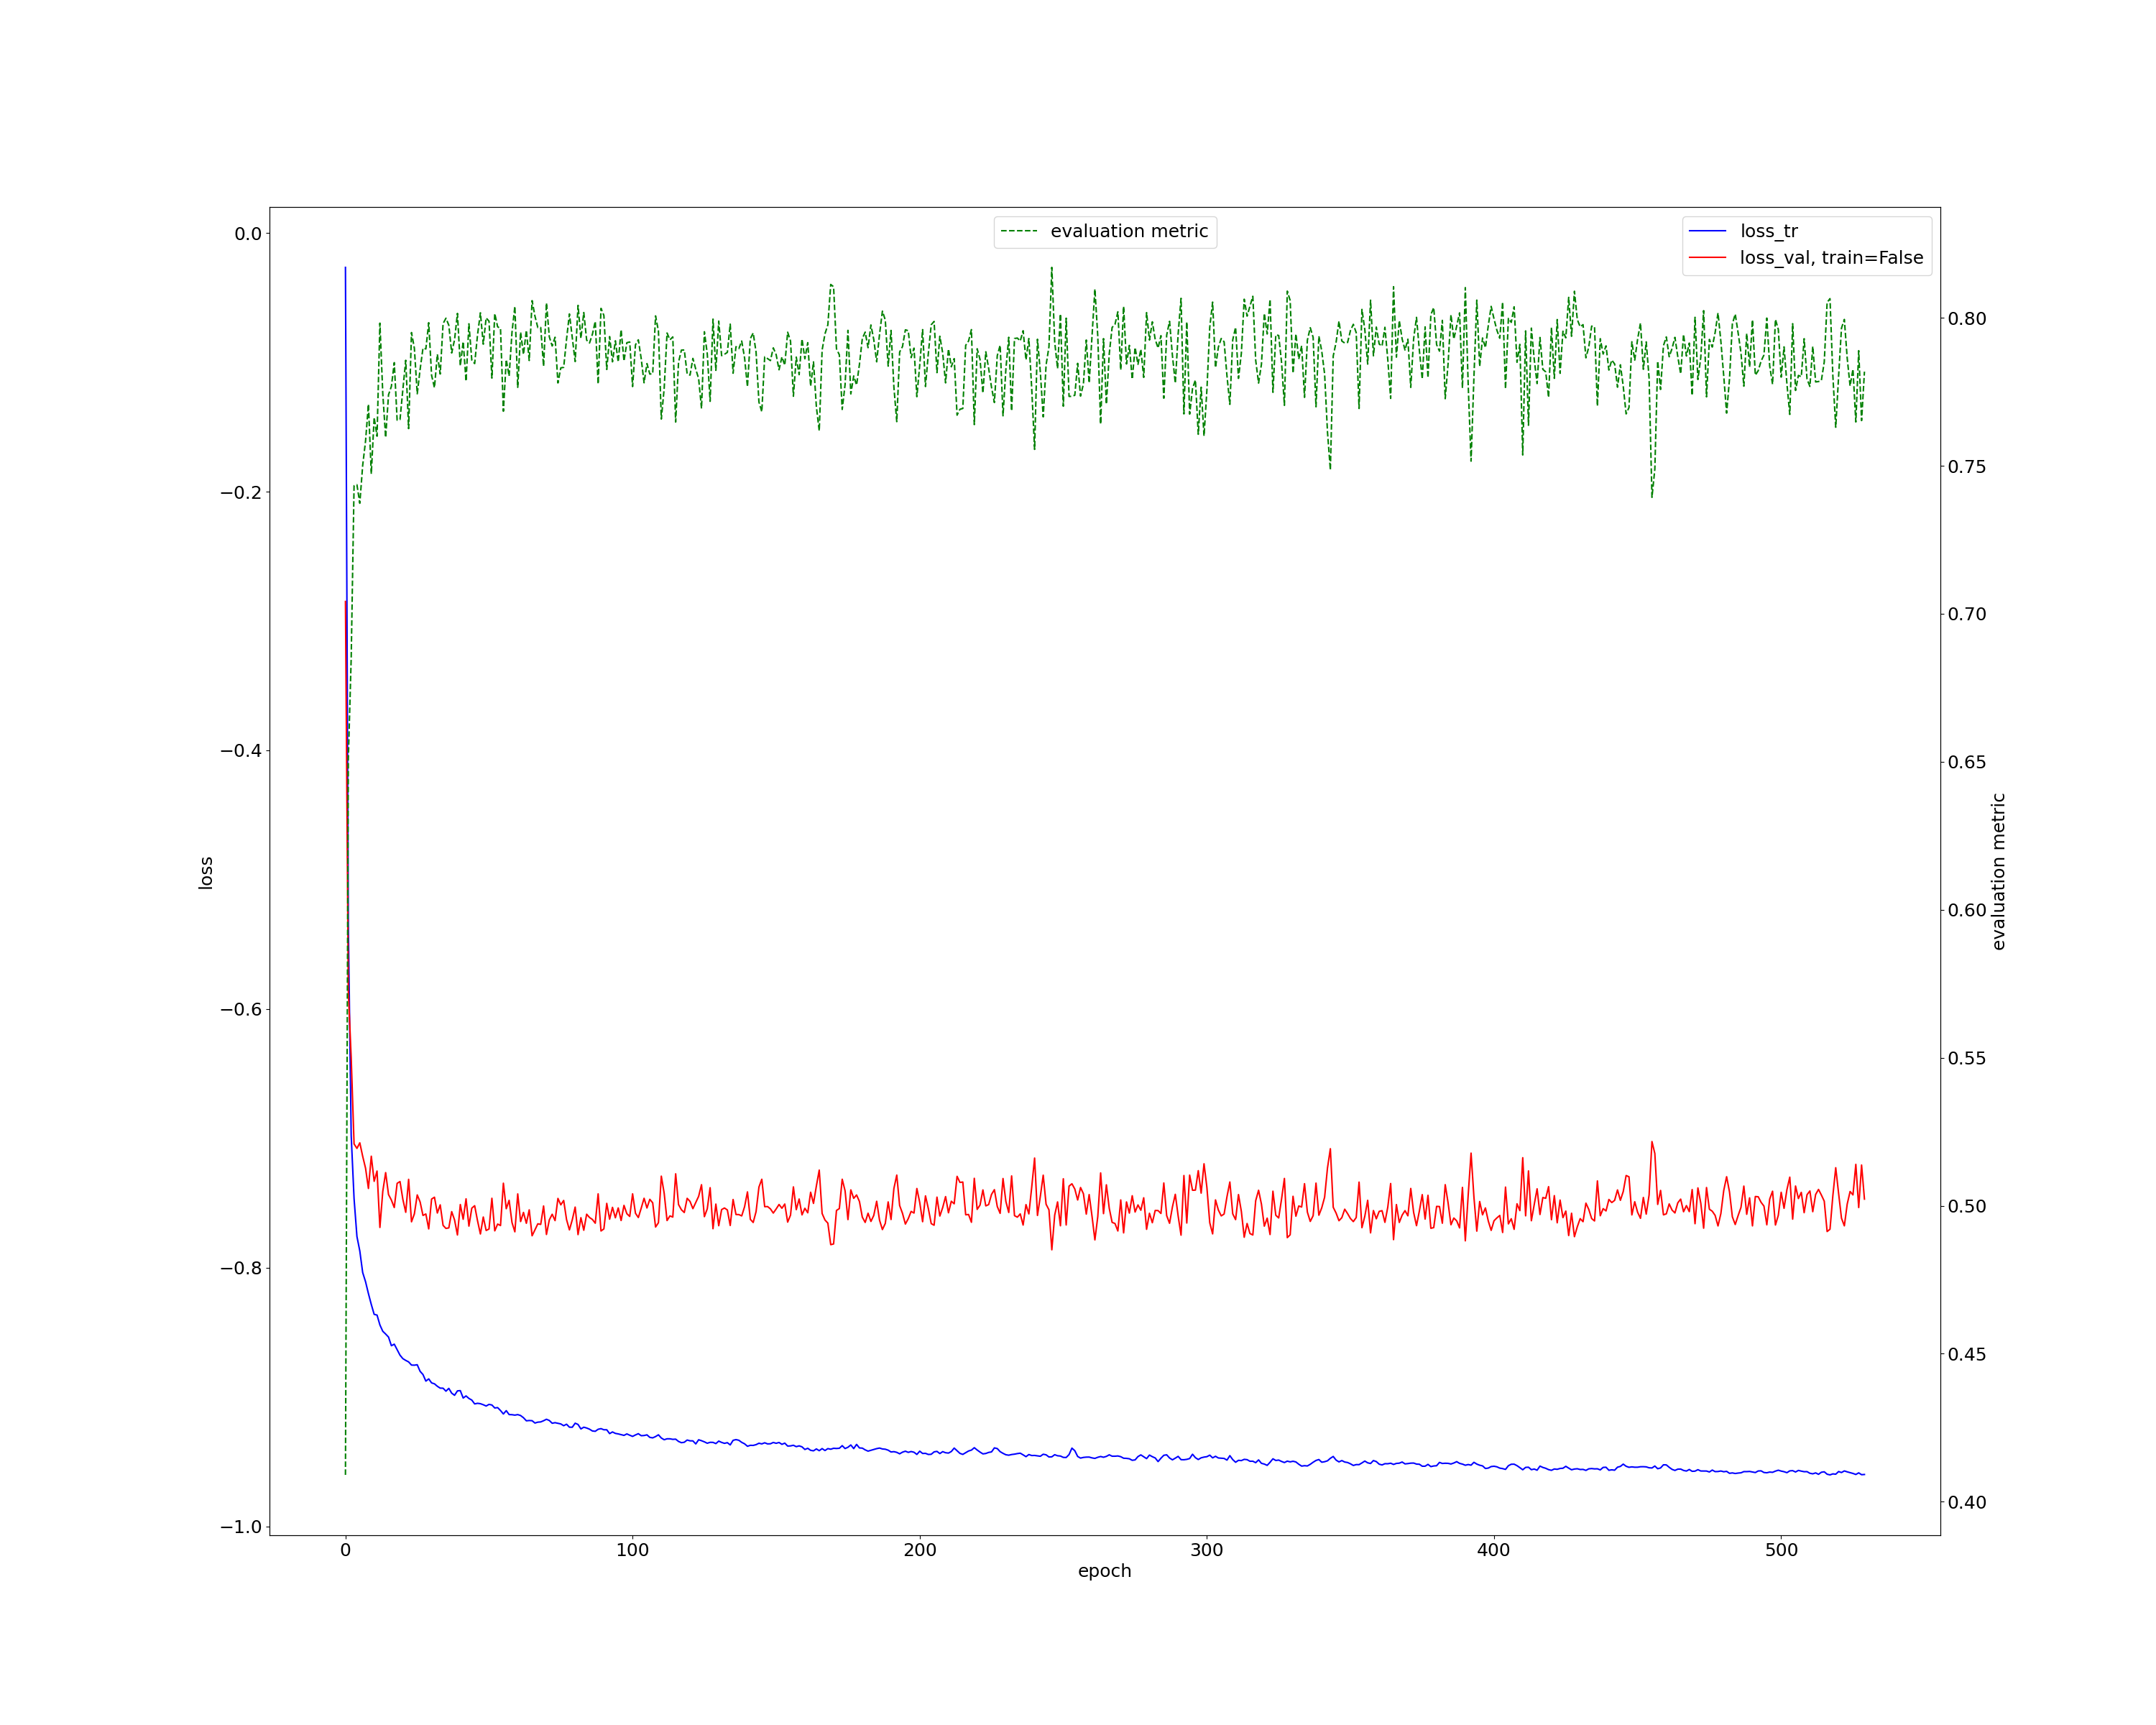 evaluation metric
loss_tr
loss_val, train=False
0.0
−0.2
−0.4
−0.6
−0.8
−1.0
loss
0.80
0.75
0.70
0.65
0.60
0.55
0.50
0.45
0.40
evaluation metric
0 100 200 300 400 500
epoch